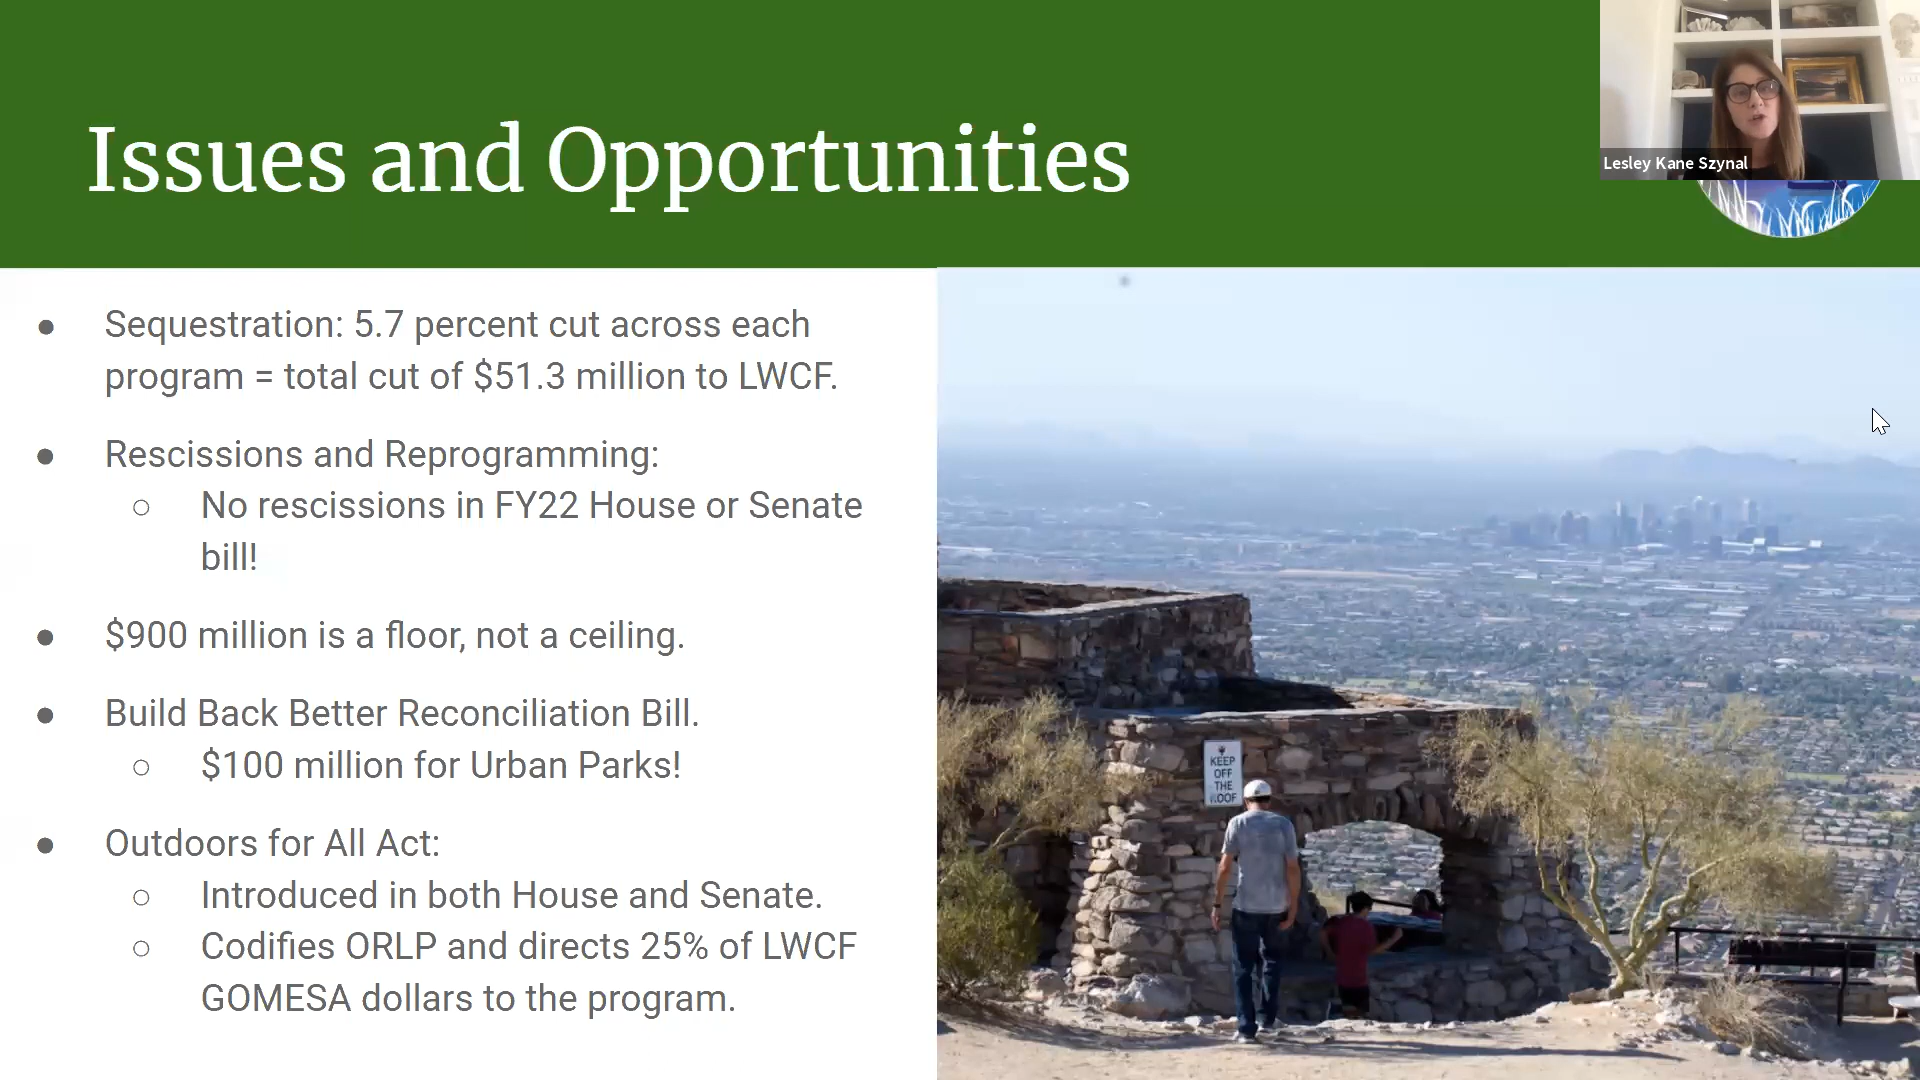 Issues and Opportunities
Lesley Kane Szynal
● Sequestration: 5.7 percent cut across each
program = total cut of $51.3 million to LWCF.
● Rescissions and Reprogramming:
○ No rescissions in FY22 House or Senate
bill!
● $900 million is a floor, not a ceiling.
● Build Back Better Reconciliation Bill.
○ $100 million for Urban Parks!
● Outdoors for All Act:
○ Introduced in both House and Senate.
○ Codifies ORLP and directs 25% of LWCF
GOMESA dollars to the program.
KEEP
OFF
THE
ROOF